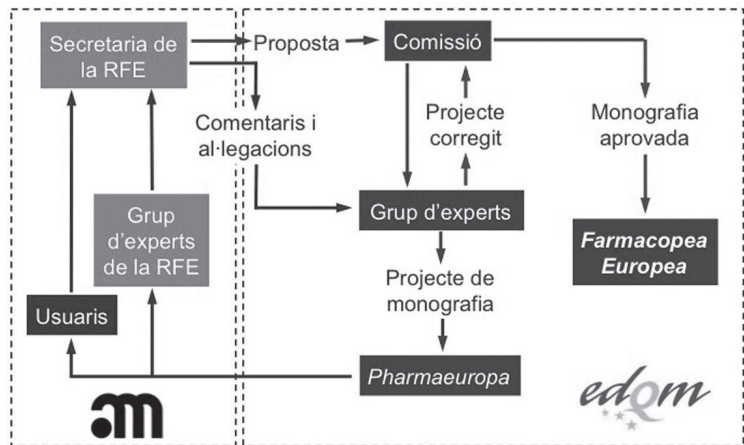 Secretaria de
la RFE
Proposta
Comissió
Comentaris i
al·legacions
Projecte
corregit
Monografia
aprovada
Grup
d'experts
de la RFE
Grup d'experts
Farmacopea
Europea
Projecte de
monografia
Usuaris
Pharmaeuropa
am
edQm